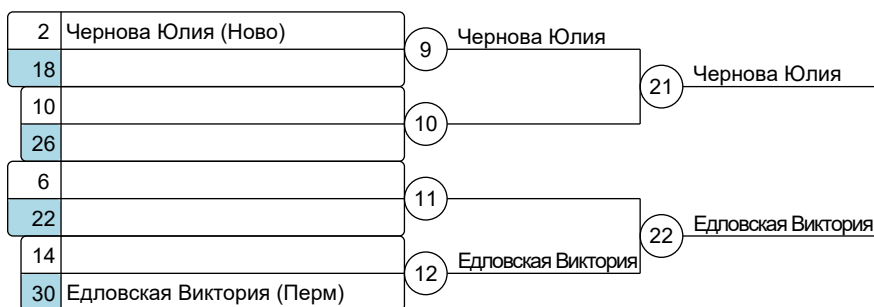 2 Чернова Юлия (Ново)
9 Чернова Юлия
18
21 Чернова Юлия
10
10
26
6
11
22
22 Едловская Виктория
14
12 Едловская Виктория
30 Едловская Виктория (Перм)